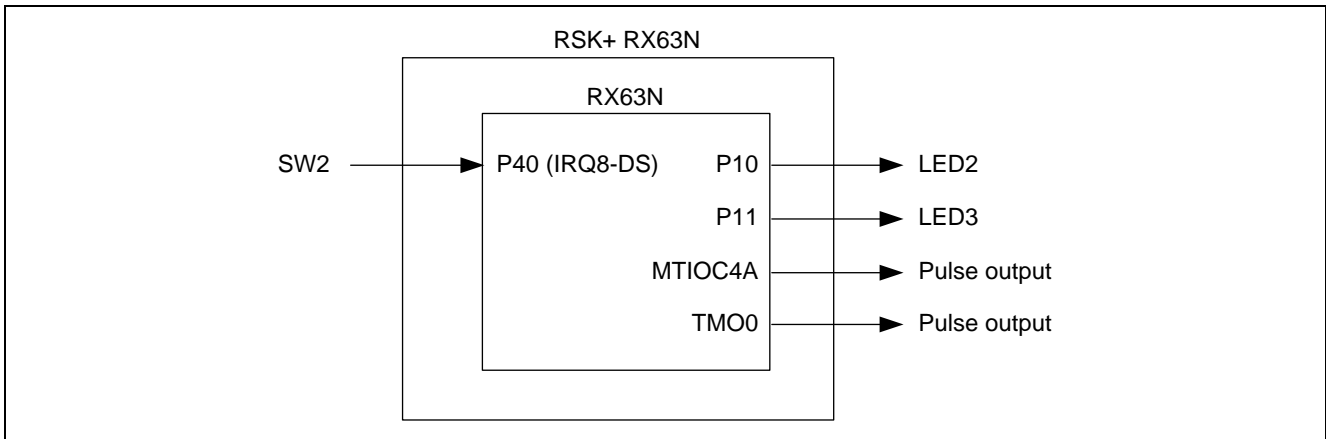 RSK+ RX63N
RX63N
SW2
P40 (IRQ8-DS)
P10
LED2
P11
LED3
MTIOC4A
Pulse output
TMO0
Pulse output